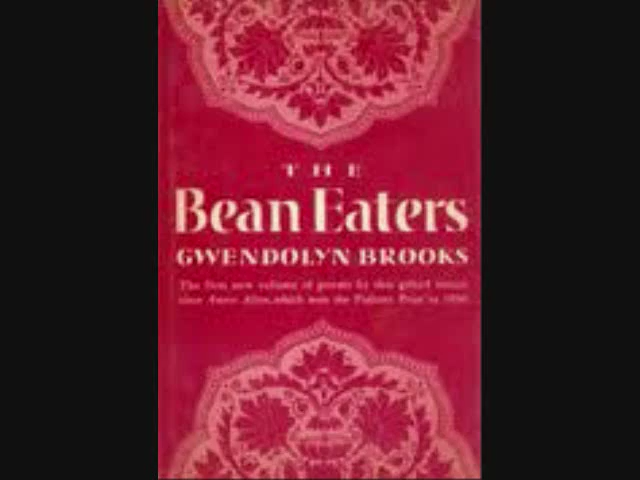 THE
Bean Eaters
GWENDOLYN BROOKS
The first new volume of poems by this gifted
since Annie Allen, which won the Pulitzer Prize in 1950